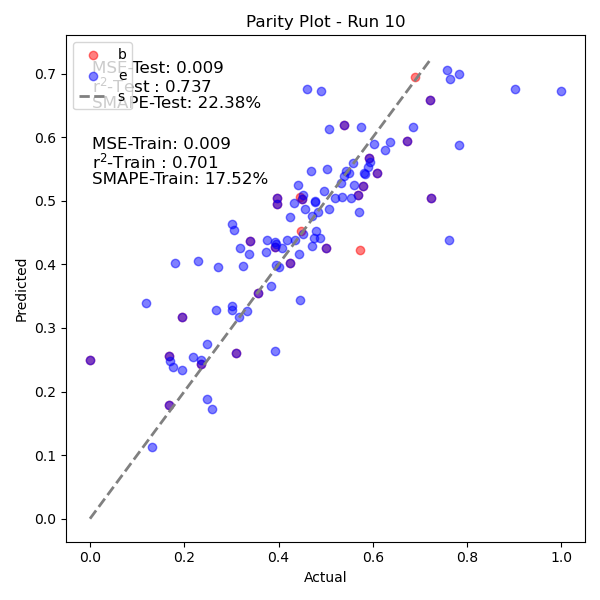 Parity Plot - Run 10
b
e
s
MSE-Test: 0.009
r²-Test : 0.737
SMAPE-Test: 22.38%
MSE-Train: 0.009
r²-Train : 0.701
SMAPE-Train: 17.52%
Predicted
0.7
0.6
0.5
0.4
0.3
0.2
0.1
0.0
0.0 0.2 0.4 0.6 0.8 1.0
Actual